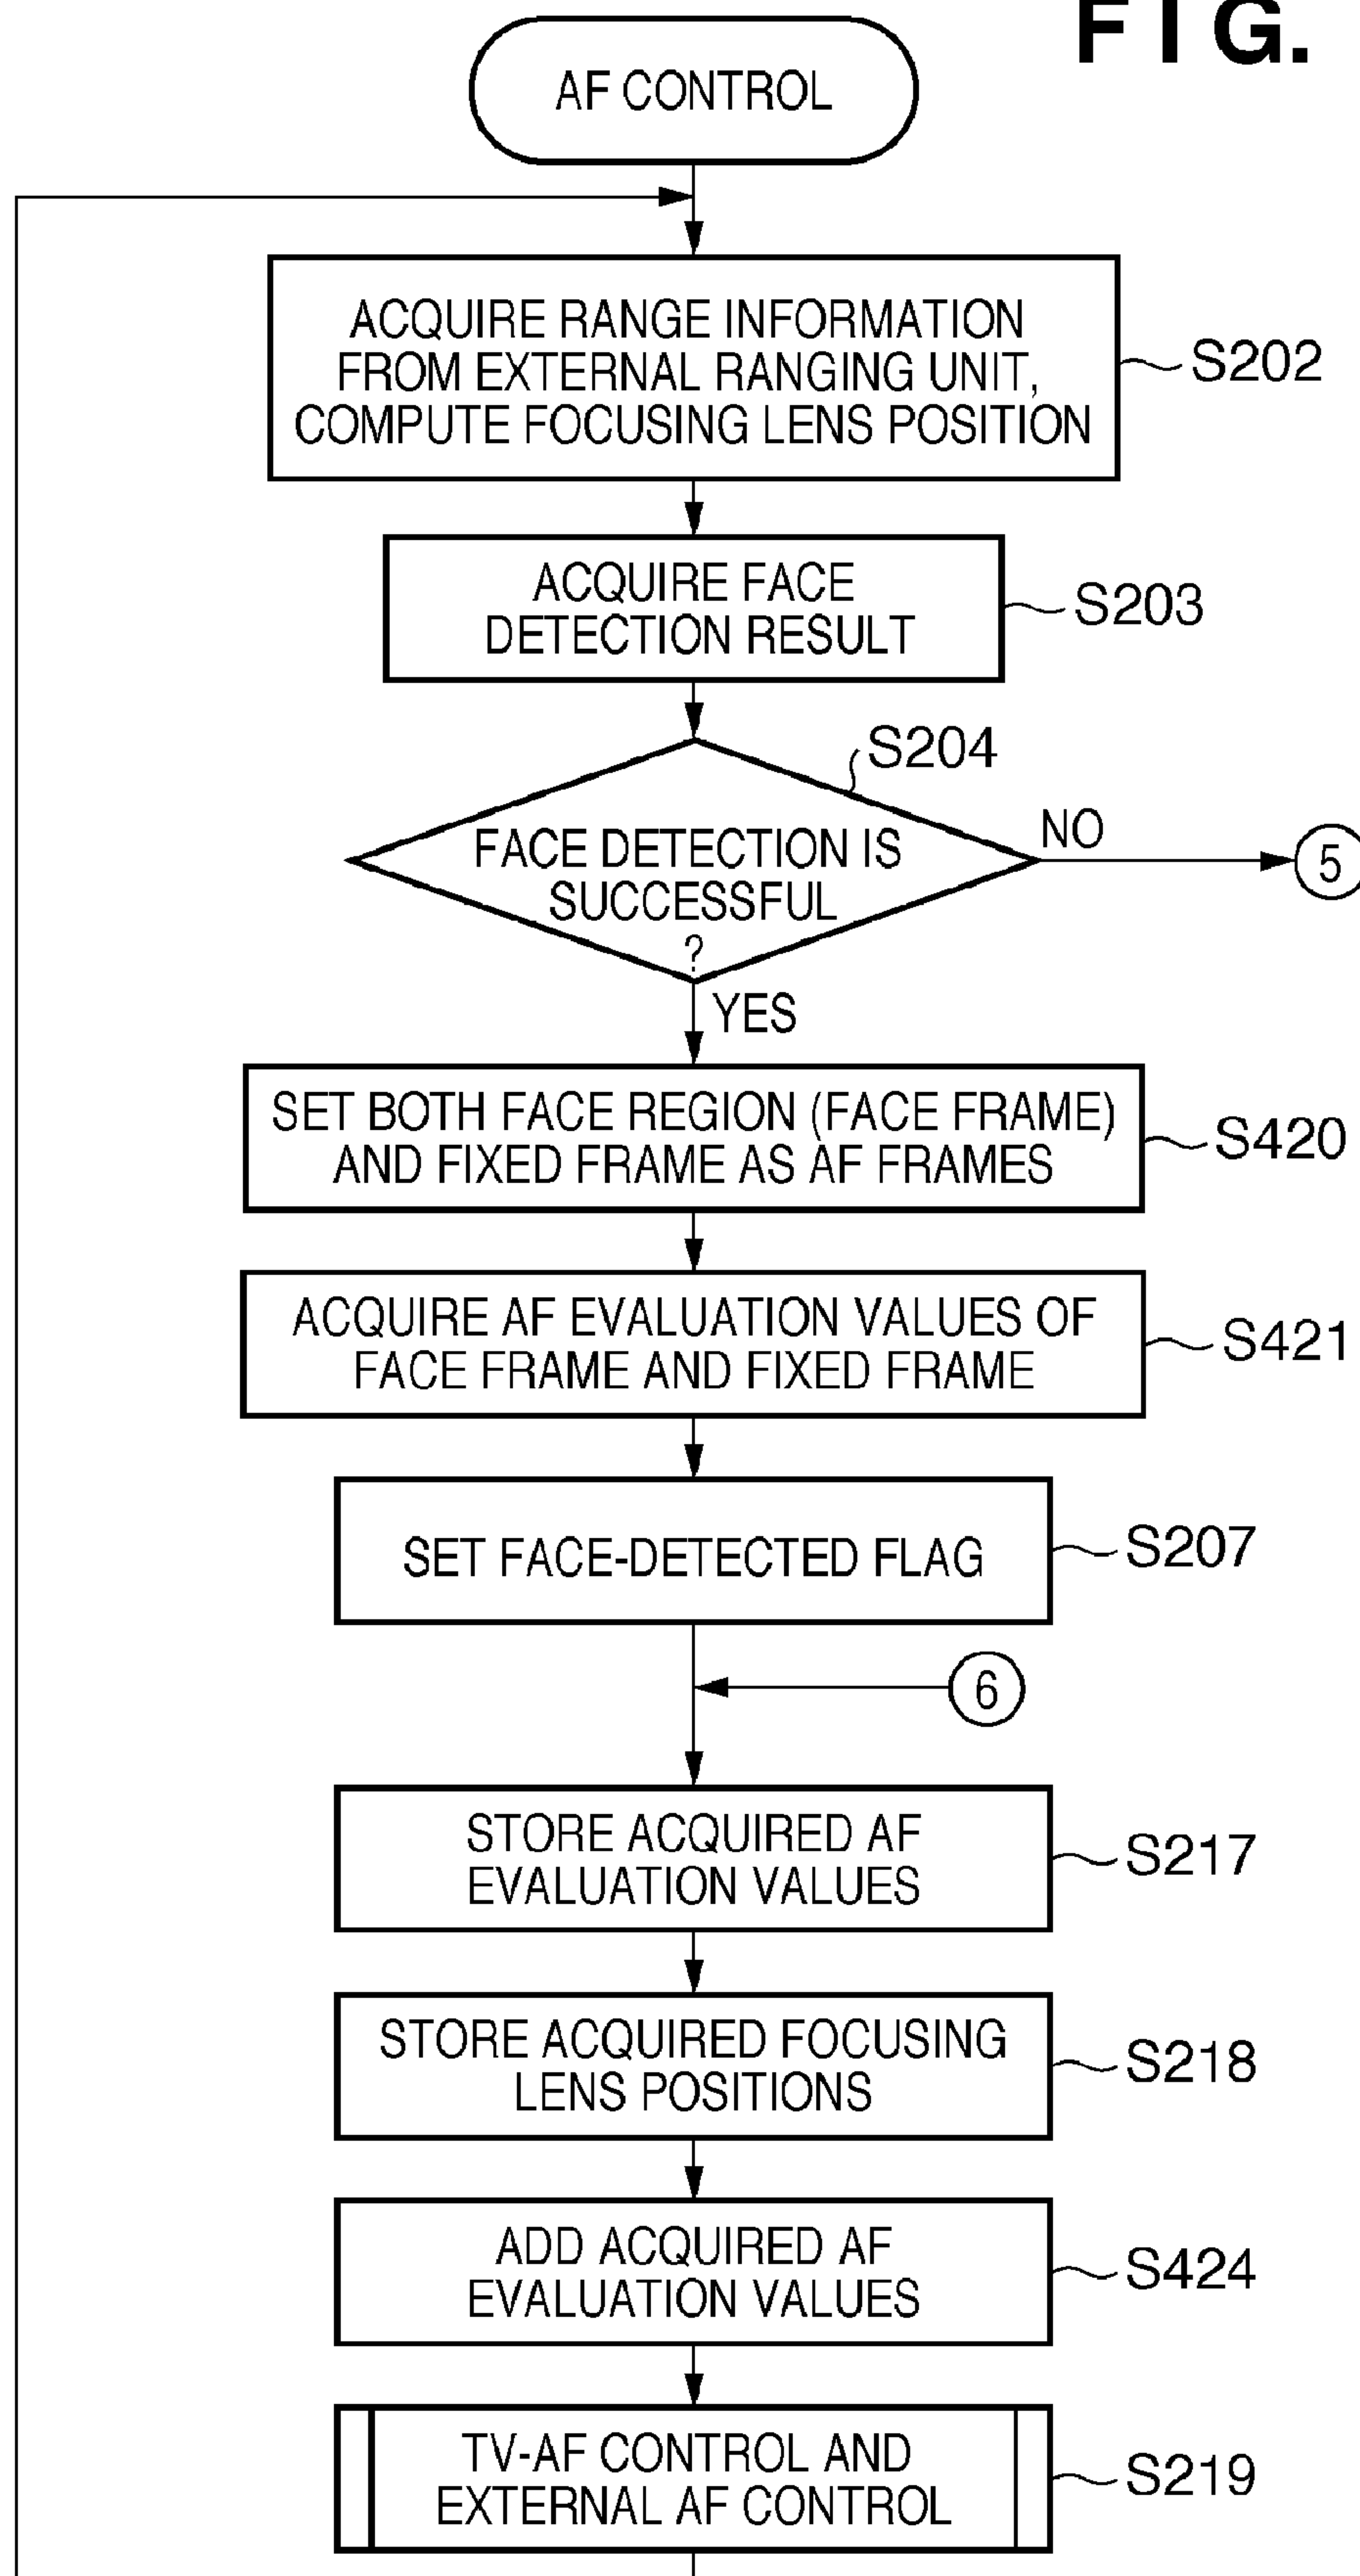 FIG.
AF CONTROL
ACQUIRE RANGE INFORMATION
FROM EXTERNAL RANGING UNIT,
COMPUTE FOCUSING LENS POSITION
S202
ACQUIRE FACE
DETECTION RESULT
S203
S204
FACE DETECTION IS
SUCCESSFUL
?
NO
5
YES
SET BOTH FACE REGION (FACE FRAME)
AND FIXED FRAME AS AF FRAMES
S420
ACQUIRE AF EVALUATION VALUES OF
FACE FRAME AND FIXED FRAME
S421
SET FACE-DETECTED FLAG
S207
6
STORE ACQUIRED AF
EVALUATION VALUES
S217
STORE ACQUIRED FOCUSING
LENS POSITIONS
S218
ADD ACQUIRED AF
EVALUATION VALUES
S424
TV-AF CONTROL AND
EXTERNAL AF CONTROL
S219